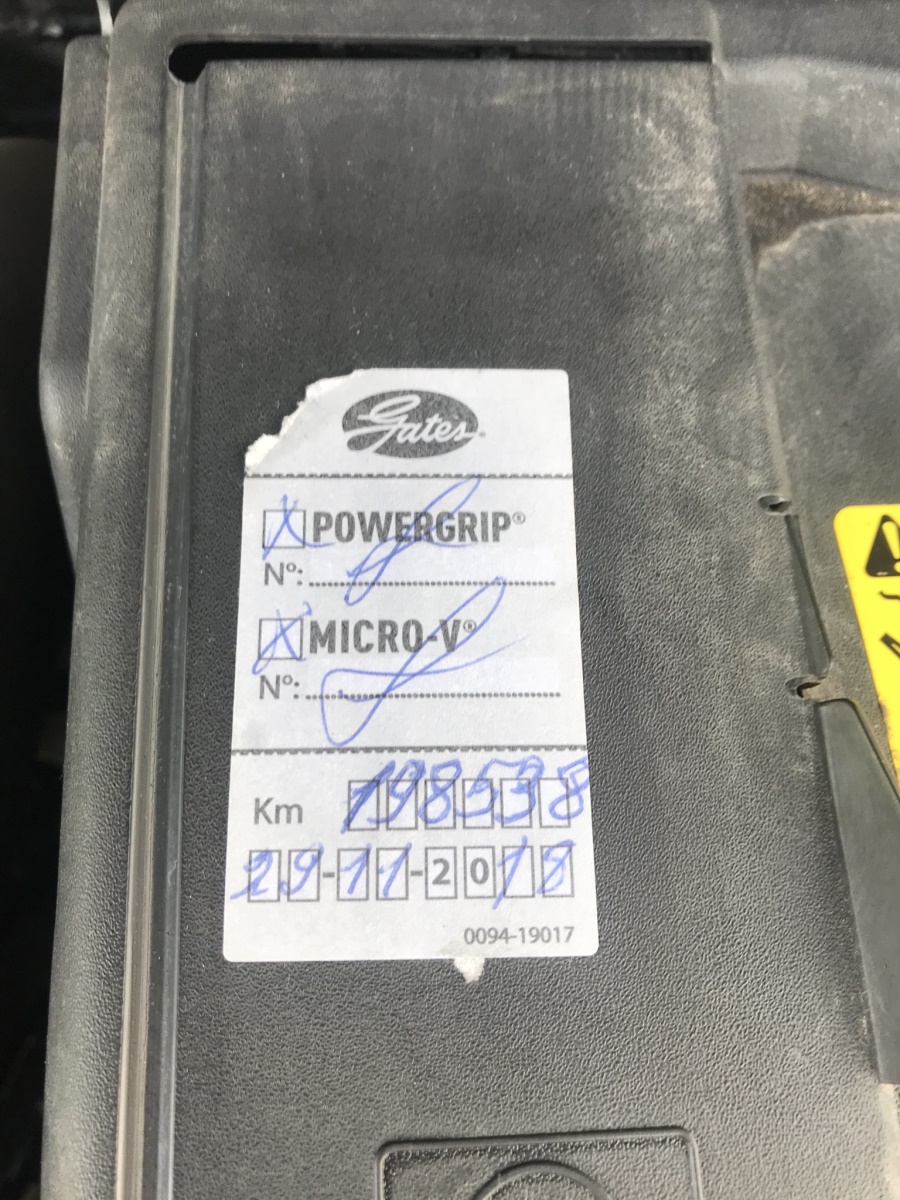 Gates®
X POWERGRIP®
Nº:
X MICRO-V®
Nº:
Km 198538
29-11-2018
0094-19017